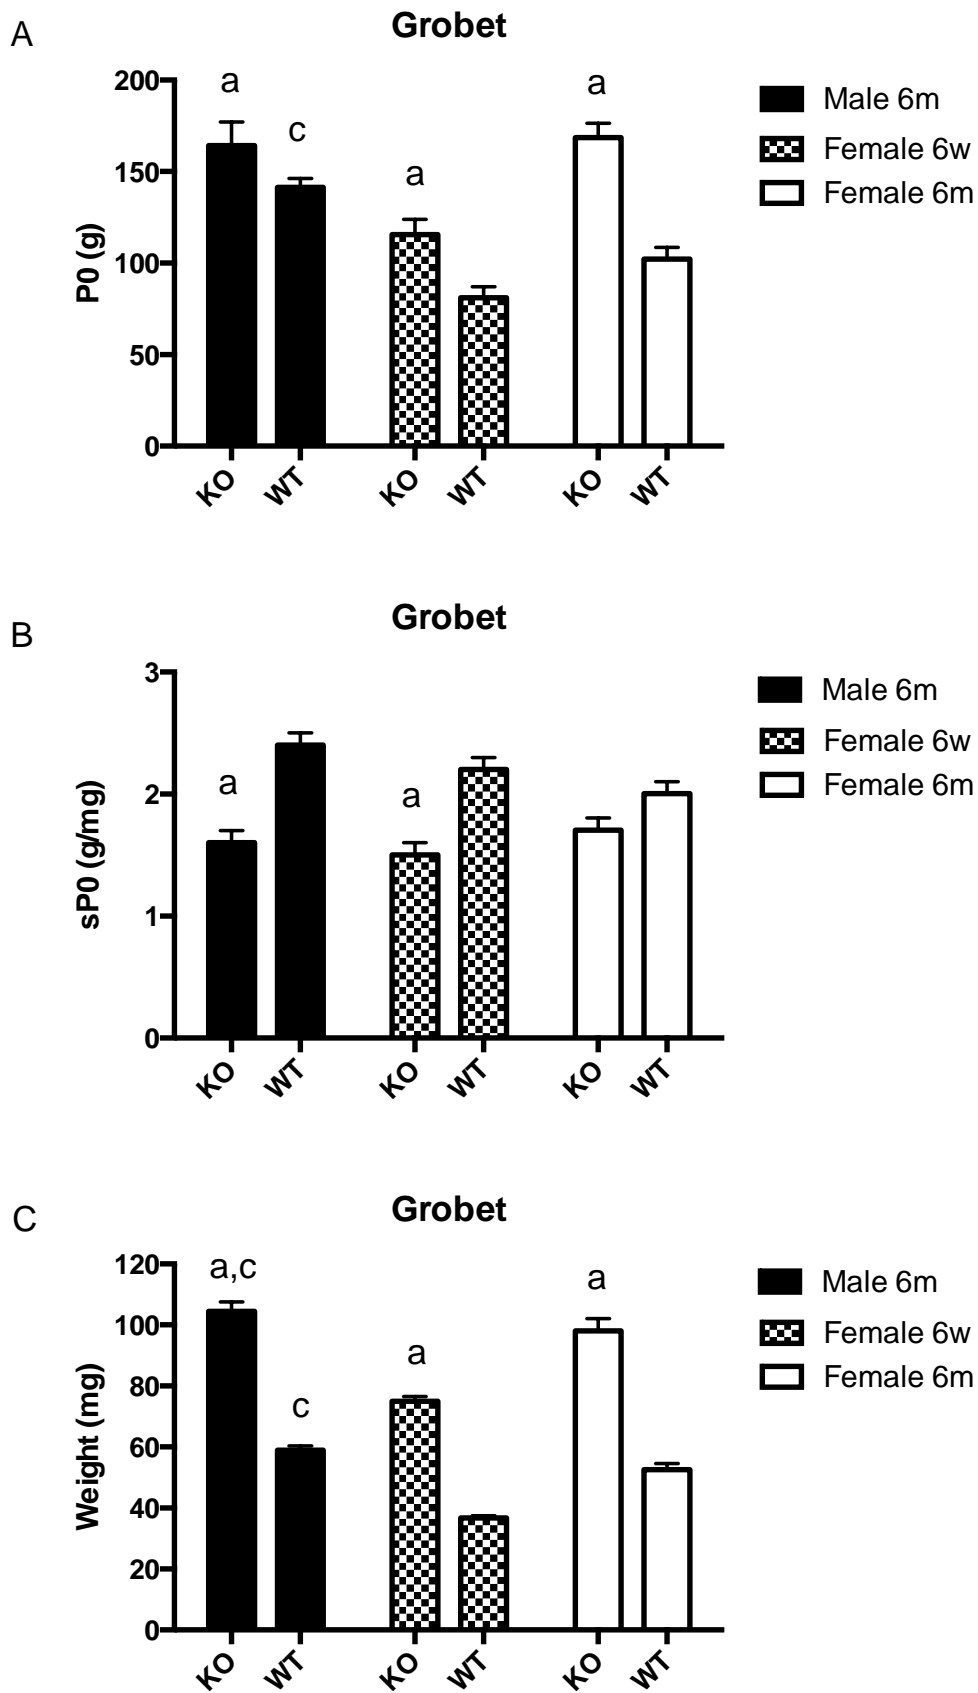 A
Grobet
P0 (g)
200
150
100
50
0
a
c
a
a
KO
WT
KO
WT
KO
WT
Male 6m
Female 6w
Female 6m
B
Grobet
sP0 (g/mg)
3
2
1
0
a
a
KO
WT
KO
WT
KO
WT
Male 6m
Female 6w
Female 6m
C
Grobet
Weight (mg)
120
100
80
60
40
20
0
a,c
c
a
a
KO
WT
KO
WT
KO
WT
Male 6m
Female 6w
Female 6m